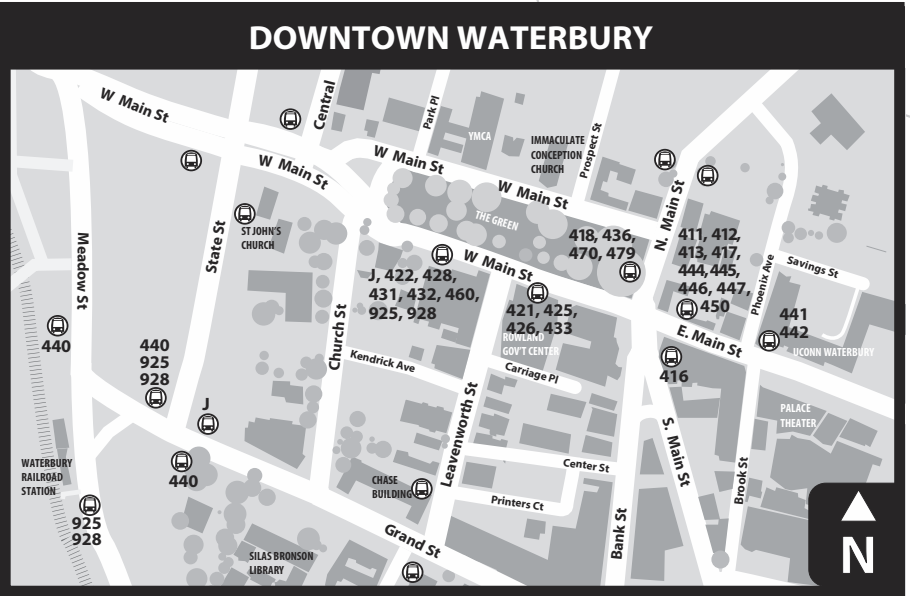 DOWNTOWN WATERBURY
W Main St
Central
Park Pl
YMCA
IMMACULATE
CONCEPTION
CHURCH
Prospect St
W Main St
W Main St
W Main St
THE GREEN
N. Main St
ST JOHN'S
CHURCH
State St
Meadow St
W Main St
418, 436,
470, 479
411, 412,
413, 417,
444, 445,
446, 447,
450
Phoenix Ave
Savings St
J, 422, 428,
431, 432, 460,
925, 928
421, 425,
426, 433
ROWLAND
GOV'T CENTER
441
442
UCONN WATERBURY
E. Main St
416
Church St
Kendrick Ave
Carriage Pl
440
440
925
928
J
440
Leavenworth St
S. Main St
PALACE
THEATER
WATERBURY
RAILROAD
STATION
CHASE
BUILDING
Center St
Printers Ct
Brook St
Bank St
925
928
Grand St
SILAS BRONSON
LIBRARY
N